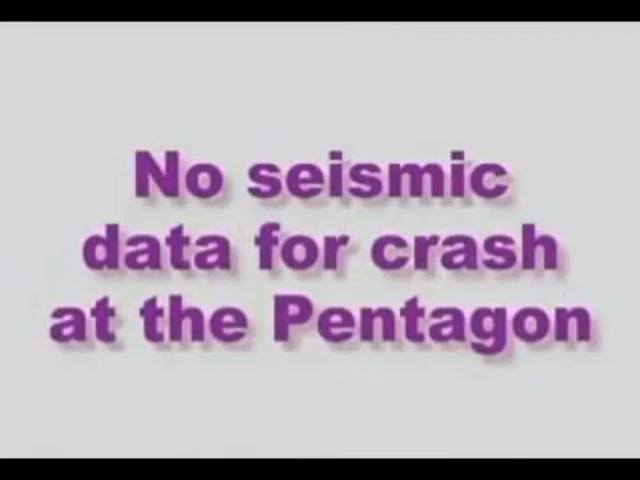 No seismic
data for crash
at the Pentagon